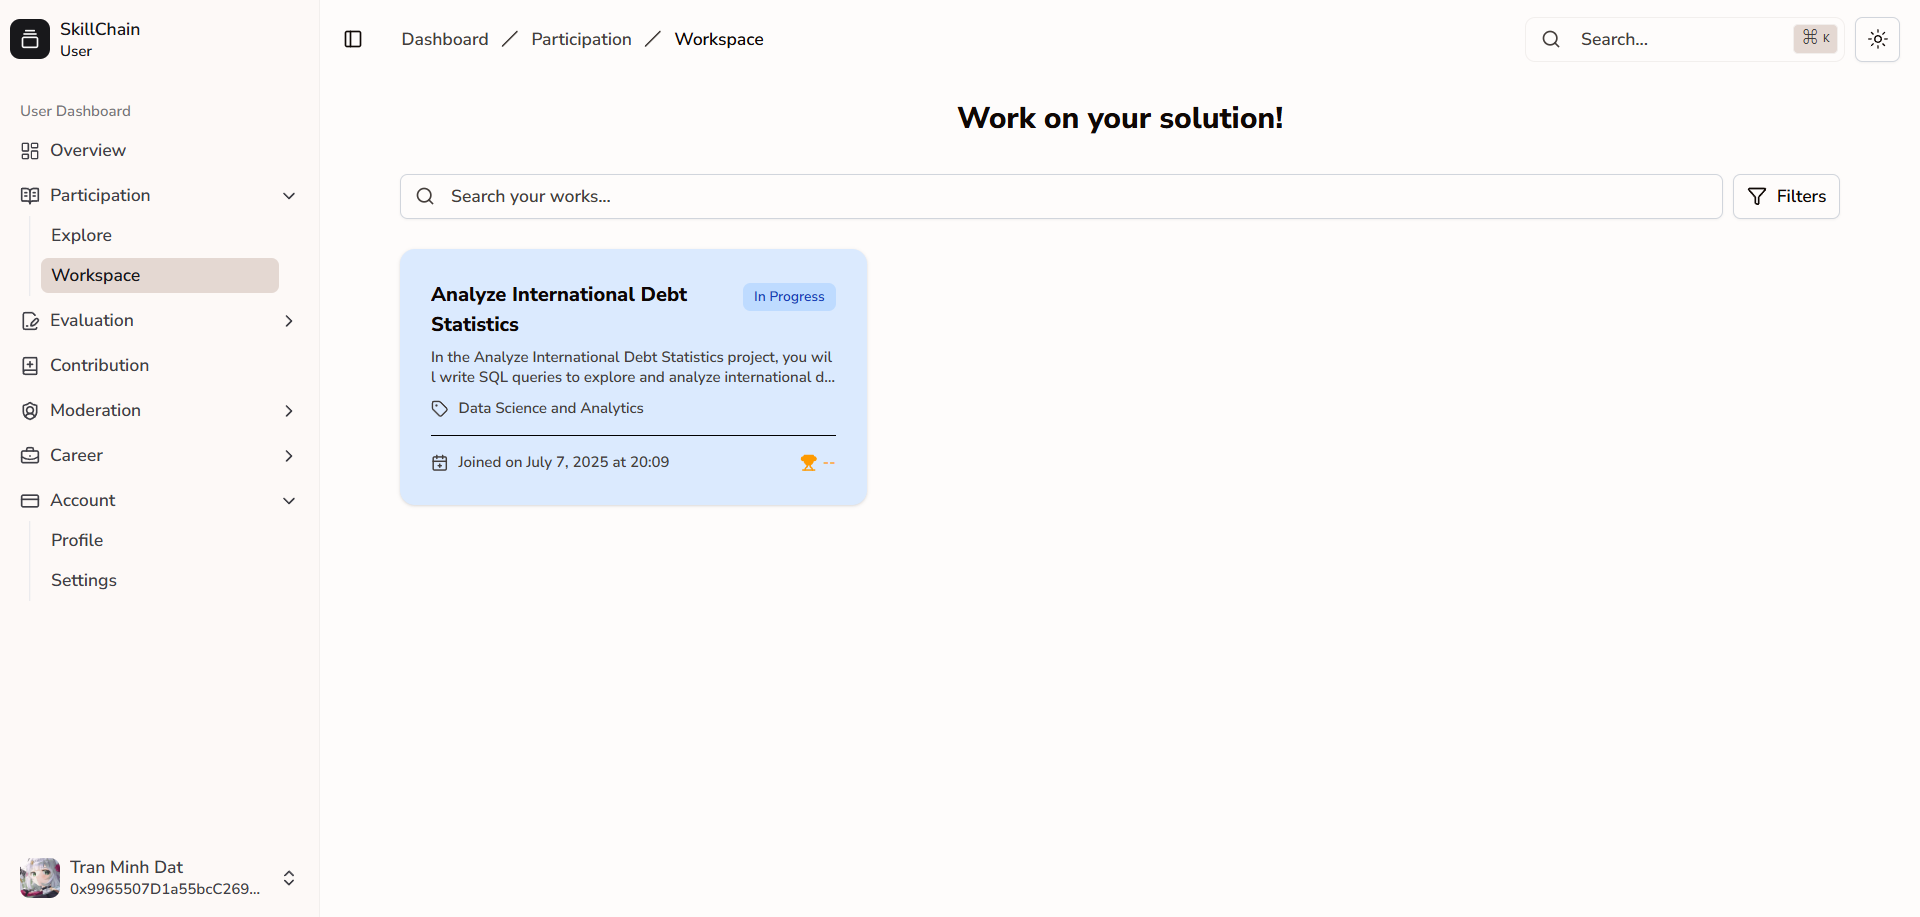 SkillChain
User
User Dashboard
Overview
Participation
Explore
Workspace
Evaluation
Contribution
Moderation
Career
Account
Profile
Settings
Tran Minh Dat
0x9965507D1a55bcC269...
Dashboard / Participation / Workspace
Search...
⌘ K
Work on your solution!
Search your works...
Filters
Analyze International Debt
Statistics
In Progress
In the Analyze International Debt Statistics project, you wil
l write SQL queries to explore and analyze international d...
Data Science and Analytics
Joined on July 7, 2025 at 20:09
--